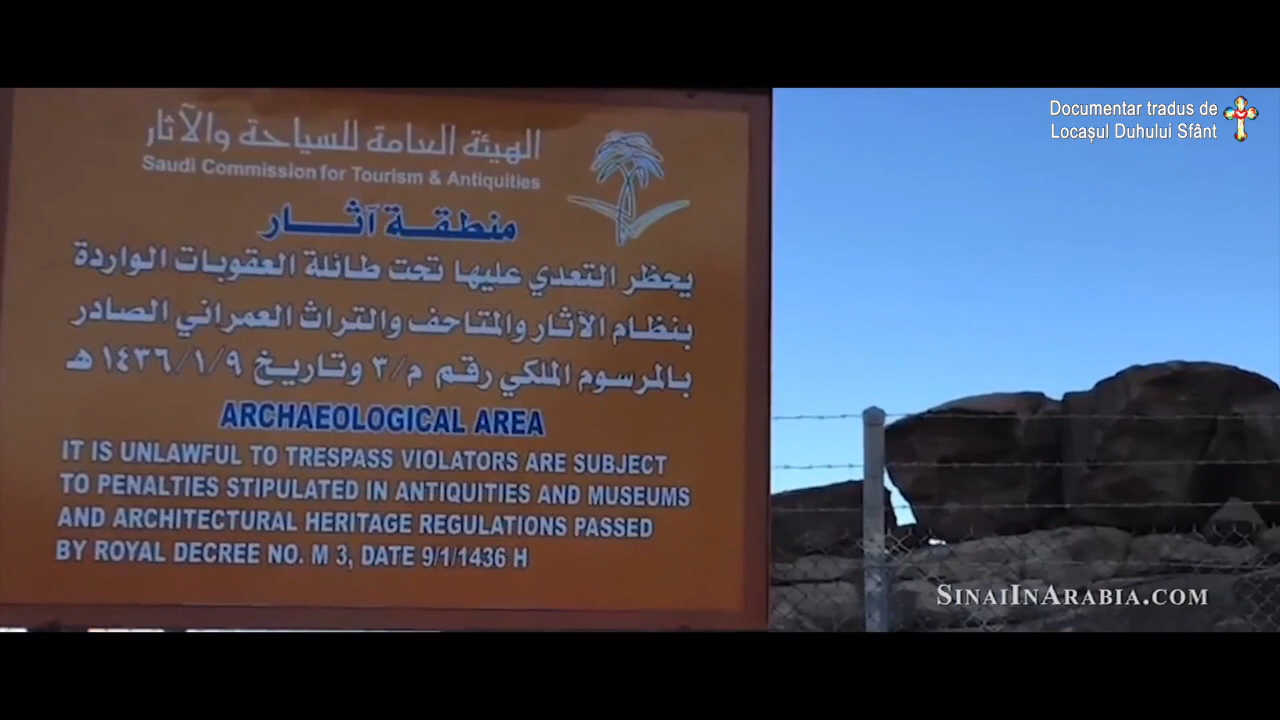 الهيئة العامة للسياحة والآثار
Saudi Commission for Tourism & Antiquities
منطقة آثار
يحظر التعدي عليها تحت طائلة العقوبات الواردة
بنظام الآثار والمتاحف والتراث العمراني الصادر
بالمرسوم الملكي رقم م/٣ وتاريخ ١٤٣٦/١/٩ هـ
ARCHAEOLOGICAL AREA
IT IS UNLAWFUL TO TRESPASS VIOLATORS ARE SUBJECT
TO PENALTIES STIPULATED IN ANTIQUITIES AND MUSEUMS
AND ARCHITECTURAL HERITAGE REGULATIONS PASSED
BY ROYAL DECREE NO. M 3, DATE 9/1/1436 H
Documentar tradus de
Locașul Duhului Sfânt
SINAIINARABIA.COM